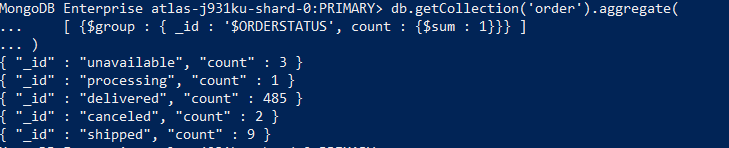 MongoDB Enterprise atlas-j931ku-shard-0:PRIMARY> db.getCollection('order').aggregate(
...     [ {$group : { _id : '$ORDERSTATUS', count : {$sum : 1}}} ]
... )
{ "_id" : "unavailable", "count" : 3 }
{ "_id" : "processing", "count" : 1 }
{ "_id" : "delivered", "count" : 485 }
{ "_id" : "canceled", "count" : 2 }
{ "_id" : "shipped", "count" : 9 }